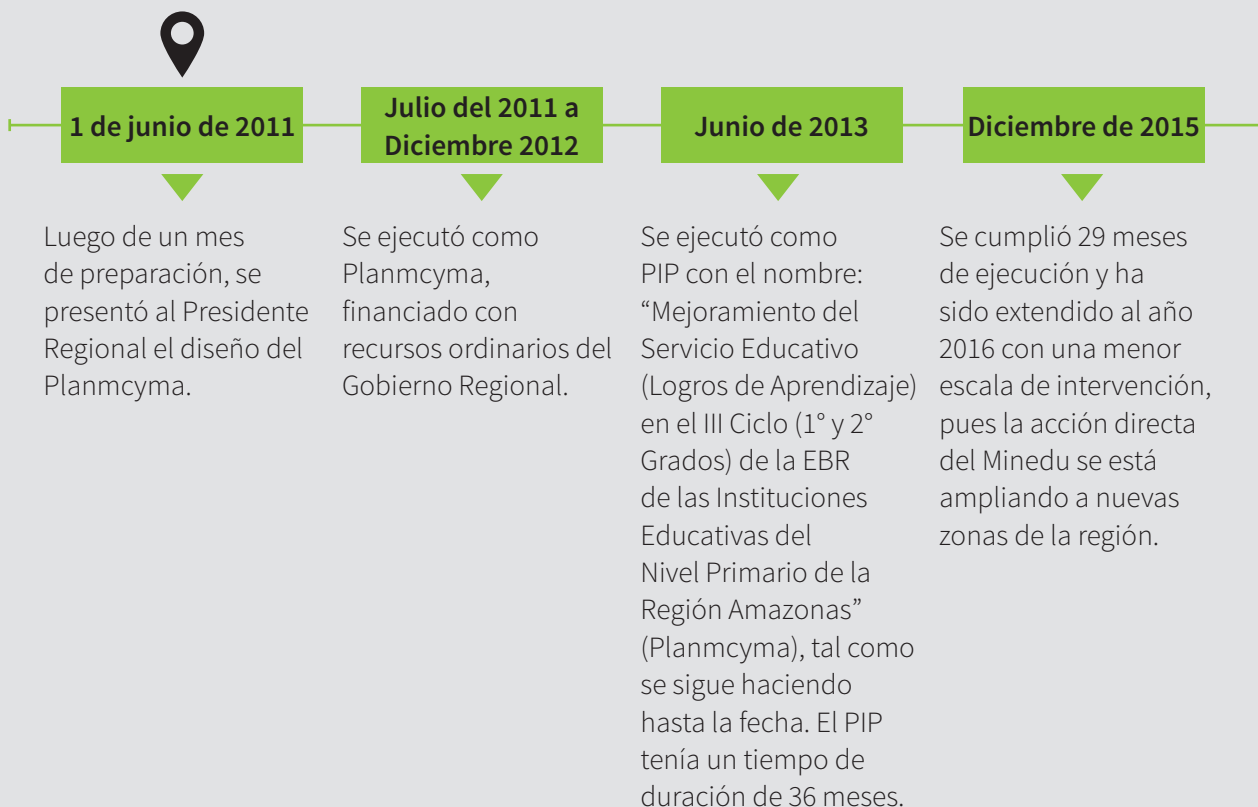 1 de junio de 2011
Luego de un mes
de preparación, se
presentó al Presidente
Regional el diseño del
Planmcyma.
Julio del 2011 a
Diciembre 2012
Se ejecutó como
Planmcyma,
financiado con
recursos ordinarios del
Gobierno Regional.
Junio de 2013
Se ejecutó como
PIP con el nombre:
“Mejoramiento del
Servicio Educativo
(Logros de Aprendizaje)
en el III Ciclo (1° y 2°
Grados) de la EBR
de las Instituciones
Educativas del
Nivel Primario de la
Región Amazonas”
(Planmcyma), tal como
se sigue haciendo
hasta la fecha. El PIP
tenía un tiempo de
duración de 36 meses.
Diciembre de 2015
Se cumplió 29 meses
de ejecución y ha
sido extendido al año
2016 con una menor
escala de intervención,
pues la acción directa
del Minedu se está
ampliando a nuevas
zonas de la región.